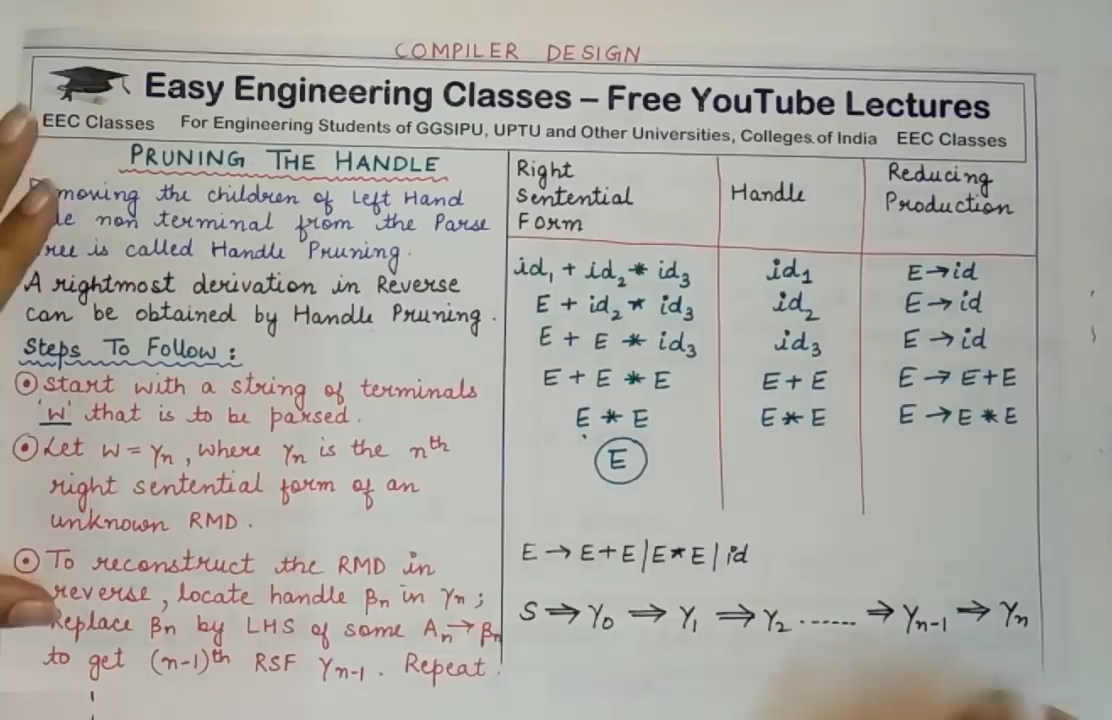 COMPILER DESIGN
Easy Engineering Classes – Free YouTube Lectures
EEC Classes For Engineering Students of GGSIPU, UPTU and Other Universities, Colleges of India EEC Classes
PRUNING THE HANDLE
moving the children of Left Hand
non terminal from the Parse
is called Handle Pruning.
A rightmost derivation in Reverse
can be obtained by Handle Pruning.
Steps To Follow:
⊙ start with a string of terminals
'w' that is to be parsed.
⊙ Let w = γn, where γn is the nth
right sentential form of an
unknown RMD.
⊙ To reconstruct the RMD in
reverse, locate handle βn in γn;
Replace βn by LHS of some An→βn
to get (n-1)th RSF γn-1. Repeat.
Right Sentential Form | Handle | Reducing Production
id1 + id2 * id3 | id1 | E→id
E + id2 * id3 | id2 | E→id
E + E * id3 | id3 | E→id
E + E * E | E+E | E→E+E
E * E | E*E | E→E*E
E
E→E+E|E*E|id
S⇒γ0⇒γ1⇒γ2......⇒γn-1⇒γn